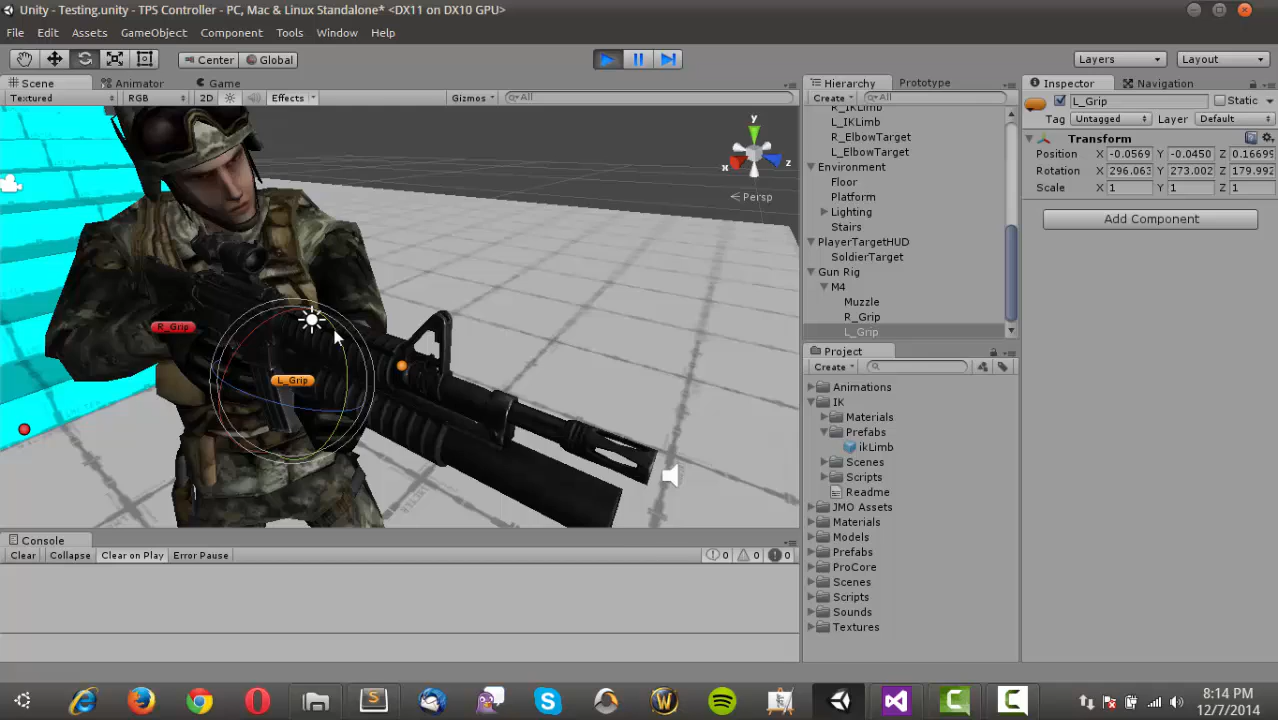 Unity - Testing.unity - TPS Controller - PC, Mac & Linux Standalone* <DX11 on DX10 GPU>
File Edit Assets GameObject Component Tools Window Help
Center Global Layers Layout
Scene Animator Game
Textured RGB 2D Effects Gizmos All
y
x
z
Persp
R_Grip
L_Grip
Hierarchy Prototype
Create All
R_IKLimb
L_IKLimb
R_ElbowTarget
L_ElbowTarget
Environment
Floor
Platform
Lighting
Stairs
PlayerTargetHUD
SoldierTarget
Gun Rig
M4
Muzzle
R_Grip
L_Grip
Project
Create
Animations
IK
Materials
Prefabs
ikLimb
Scenes
Scripts
Readme
JMO Assets
Materials
Models
Prefabs
ProCore
Scenes
Scripts
Sounds
Textures
Inspector Navigation
L_Grip Static
Tag Untagged Layer Default
Transform
Position X -0.0569 Y -0.0450 Z 0.16699
Rotation X 296.063 Y 273.002 Z 179.992
Scale X 1 Y 1 Z 1
Add Component
Console
Clear Collapse Clear on Play Error Pause 0 0 0
8:14 PM
12/7/2014